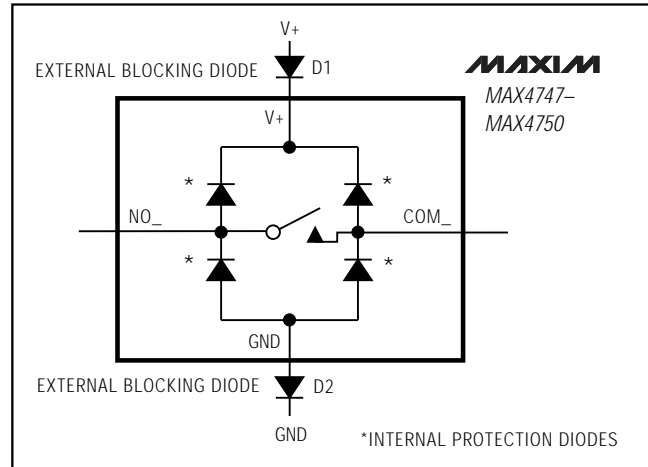 V+
EXTERNAL BLOCKING DIODE D1
MAXIM
MAX4747–
MAX4750
V+
* *
NO_ COM_
* *
GND
EXTERNAL BLOCKING DIODE D2
GND
*INTERNAL PROTECTION DIODES